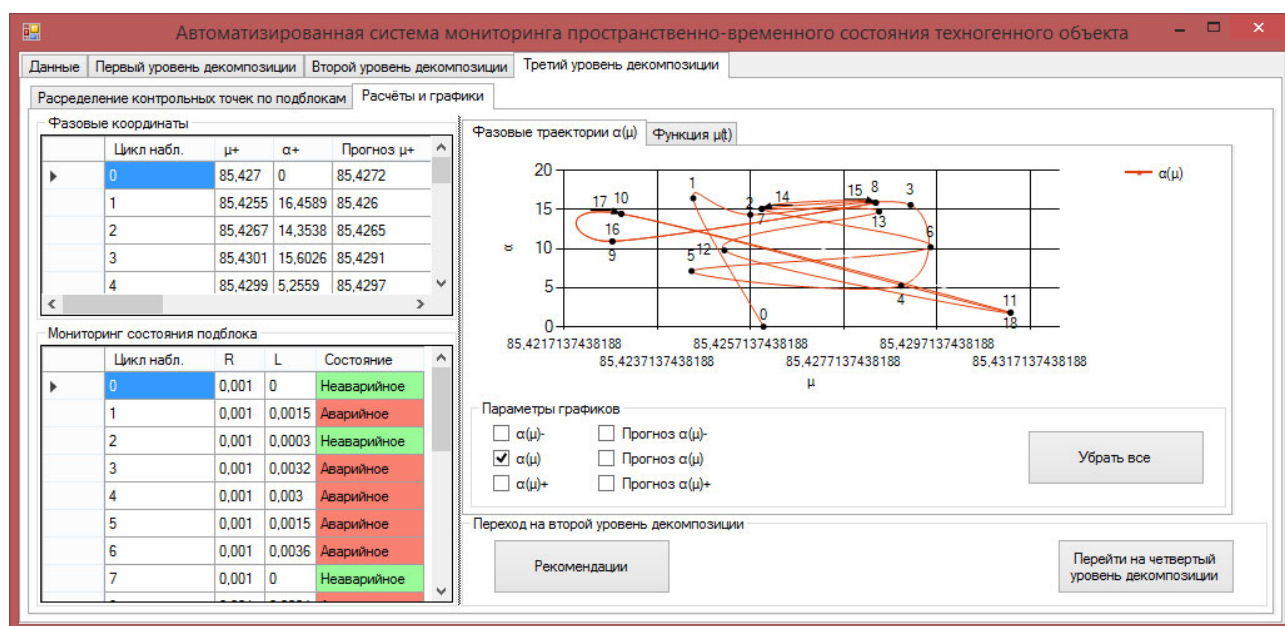 Автоматизированная система мониторинга пространственно-временного состояния техногенного объекта
Данные Первый уровень декомпозиции Второй уровень декомпозиции Третий уровень декомпозиции
Расределение контрольных точек по подблокам Расчёты и графики
Фазовые координаты
Цикл набл. μ+ α+ Прогноз μ+
0 85,427 0 85,4272
1 85,4255 16,4589 85,426
2 85,4267 14,3538 85,4265
3 85,4301 15,6026 85,4291
4 85,4299 5,2559 85,4297
Мониторинг состояния подблока
Цикл набл. R L Состояние
0 0,001 0 Неаварийное
1 0,001 0,0015 Аварийное
2 0,001 0,0003 Неаварийное
3 0,001 0,0032 Аварийное
4 0,001 0,003 Аварийное
5 0,001 0,0015 Аварийное
6 0,001 0,0036 Аварийное
7 0,001 0 Неаварийное
Фазовые траектории α(μ) Функция μ(t)
α(μ)
20
15
10
5
0
α
17 10 1 2 14 15 8 3
7 13
16 6
9 5 12
4 11
0 18
85,4217137438188 85,4257137438188 85,4297137438188
85,4237137438188 85,4277137438188 85,4317137438188
μ
Параметры графиков
α(μ)- Прогноз α(μ)-
α(μ) Прогноз α(μ)
α(μ)+ Прогноз α(μ)+
Убрать все
Переход на второй уровень декомпозиции
Рекомендации
Перейти на четвертый
уровень декомпозиции